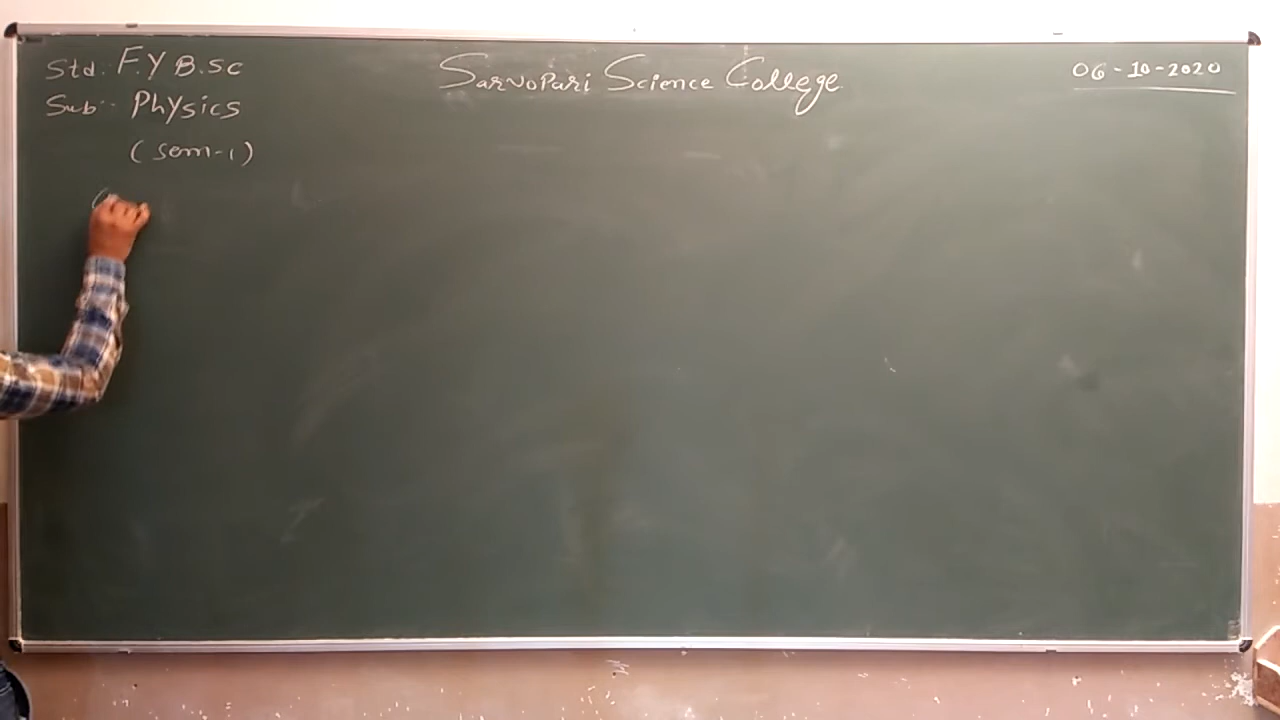 Std: F.Y B.Sc
Sarvopari Science College
06-10-2020
Sub:- Physics
(sem-1)